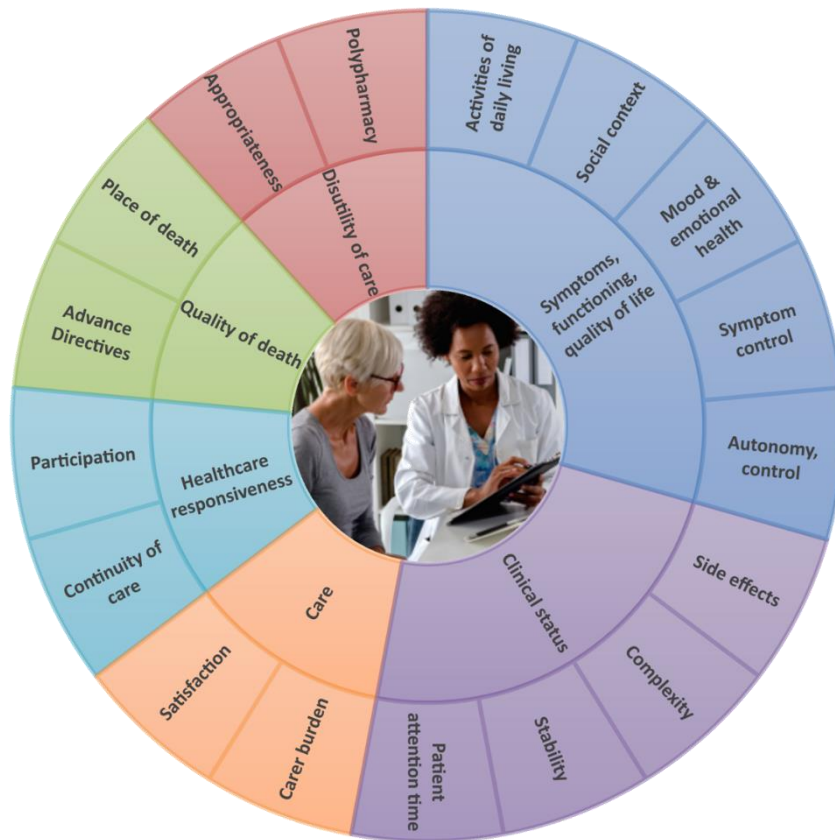 Activities of
daily living
Social context
Mood &
emotional
health
Symptom
control
Autonomy,
control
Symptoms,
functioning,
quality of life
Side effects
Complexity
Stability
Patient
attention time
Clinical status
Carer burden
Satisfaction
Care
Continuity of
care
Participation
Healthcare
responsiveness
Advance
Directives
Place of death
Quality of death
Appropriateness
Polypharmacy
Disutility of care